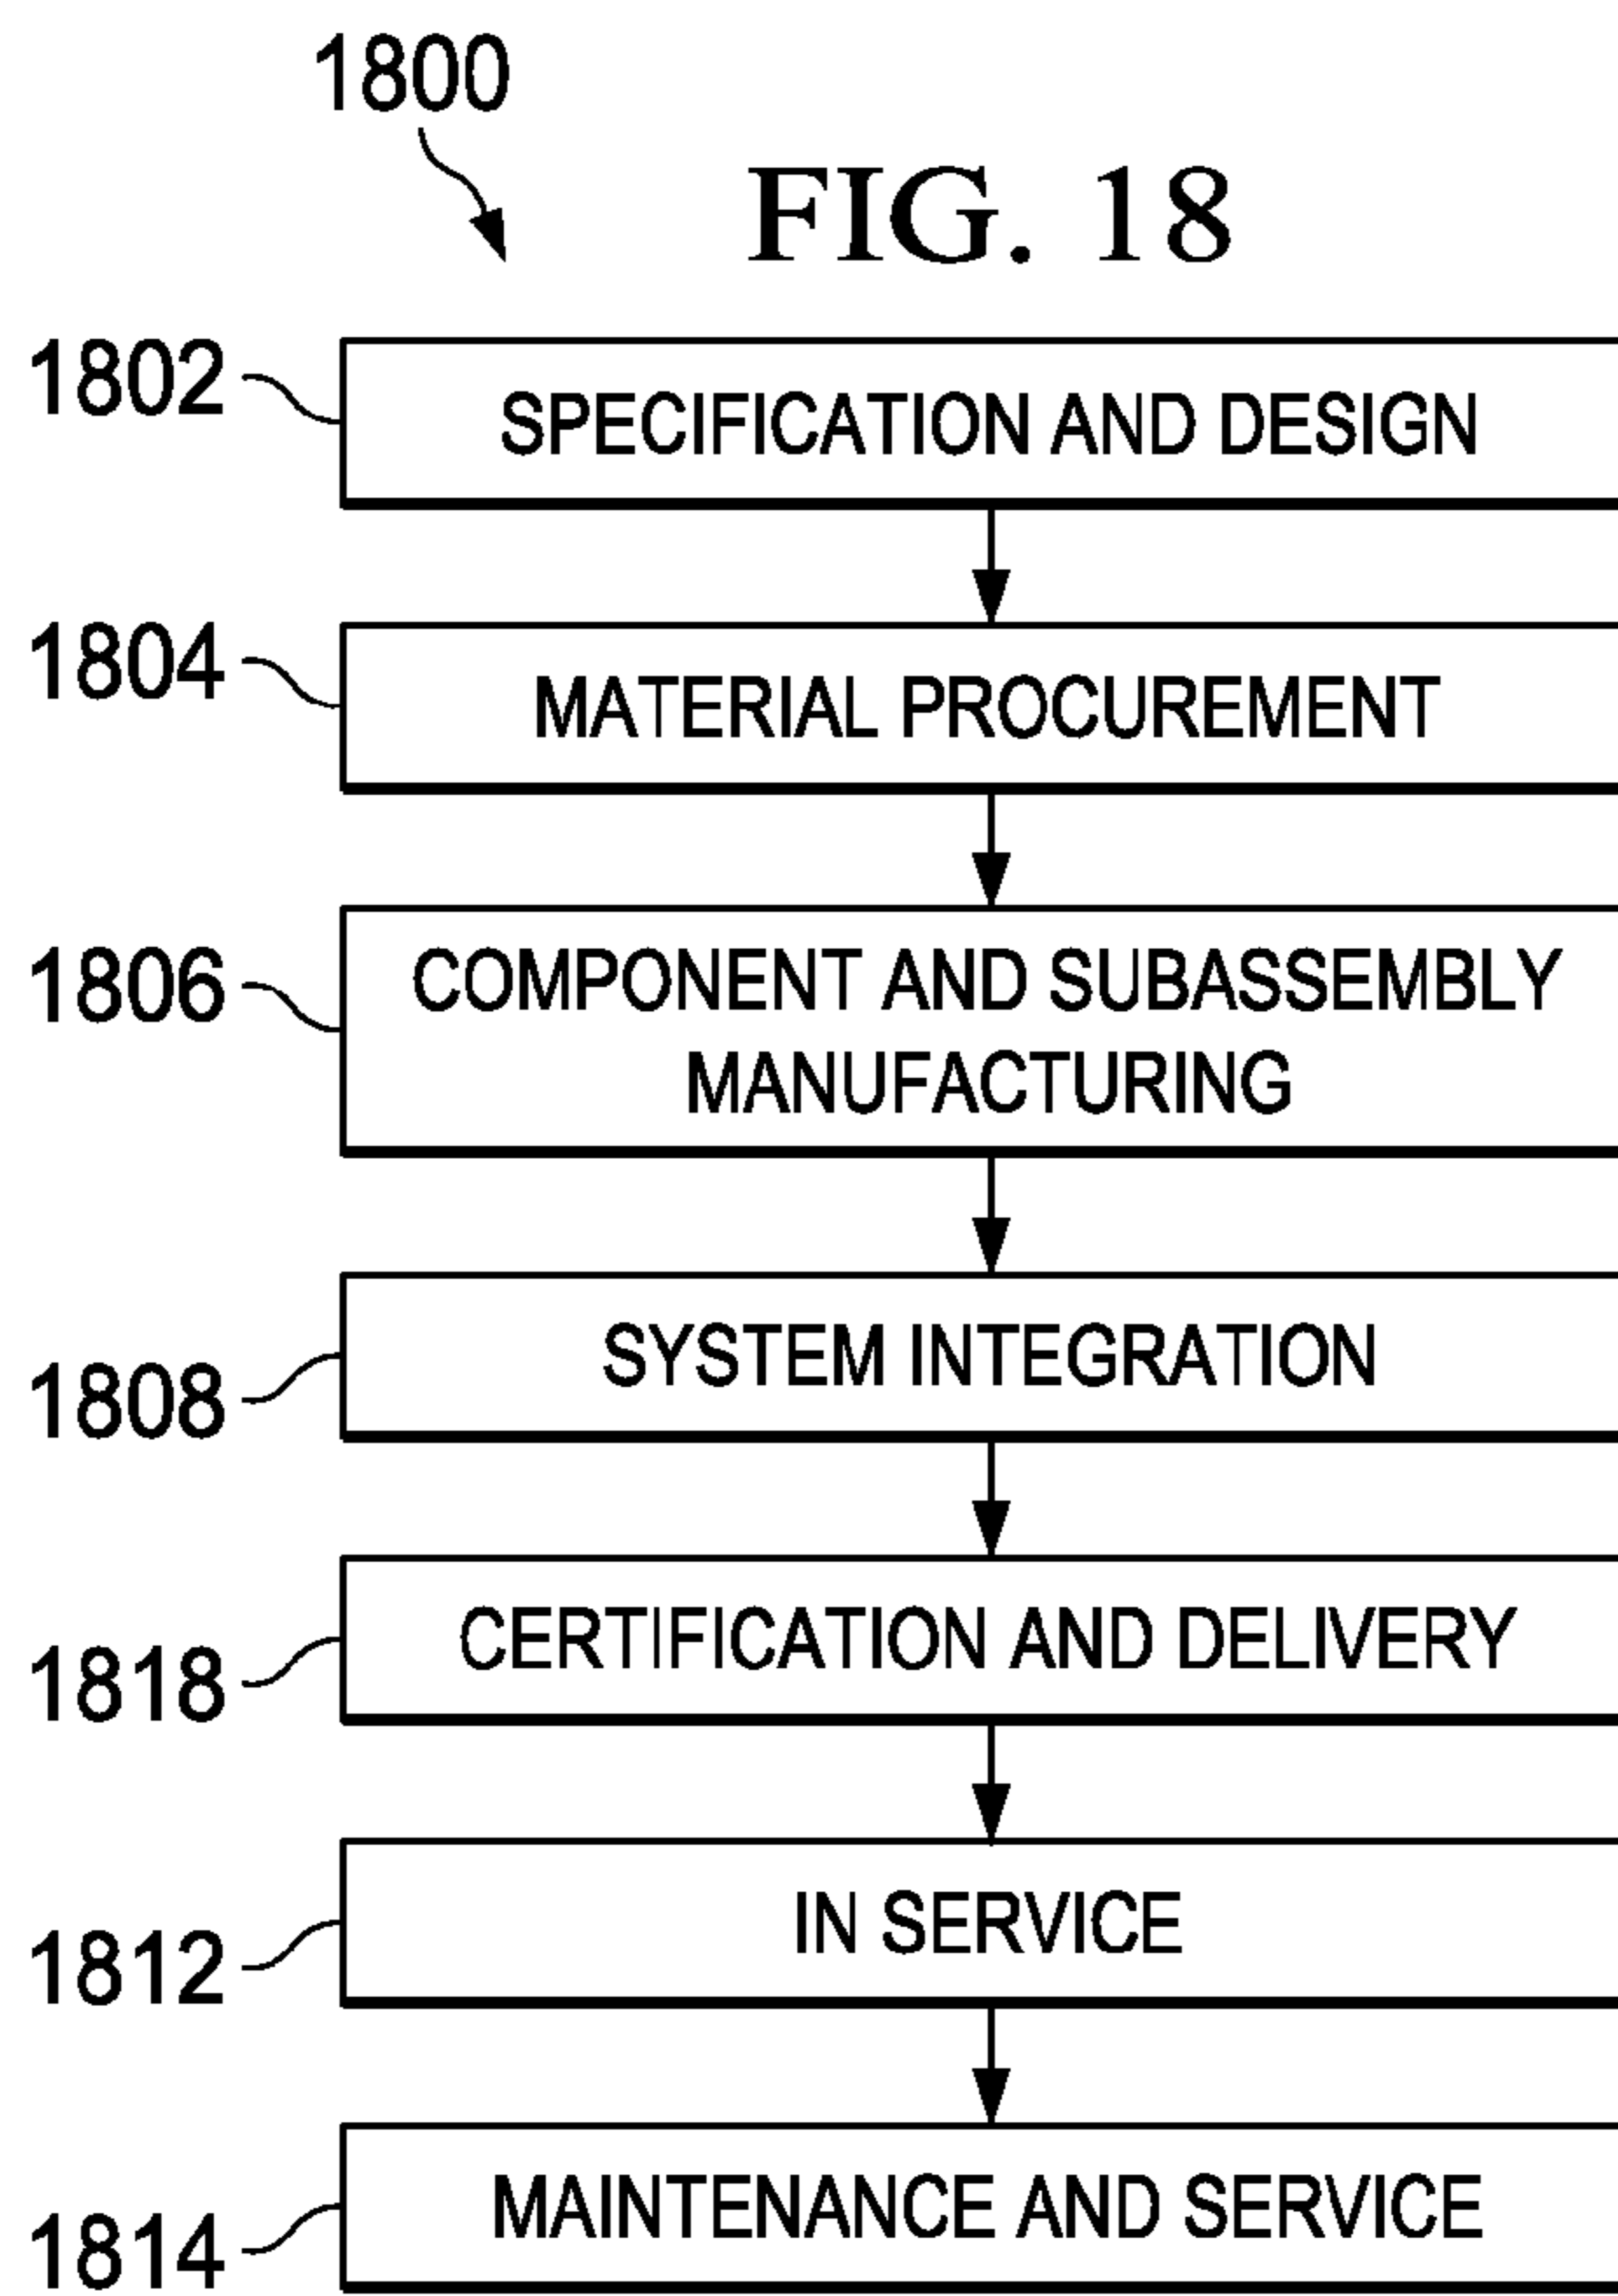 1800
FIG. 18
1802
SPECIFICATION AND DESIGN
1804
MATERIAL PROCUREMENT
1806
COMPONENT AND SUBASSEMBLY
MANUFACTURING
1808
SYSTEM INTEGRATION
1818
CERTIFICATION AND DELIVERY
1812
IN SERVICE
1814
MAINTENANCE AND SERVICE